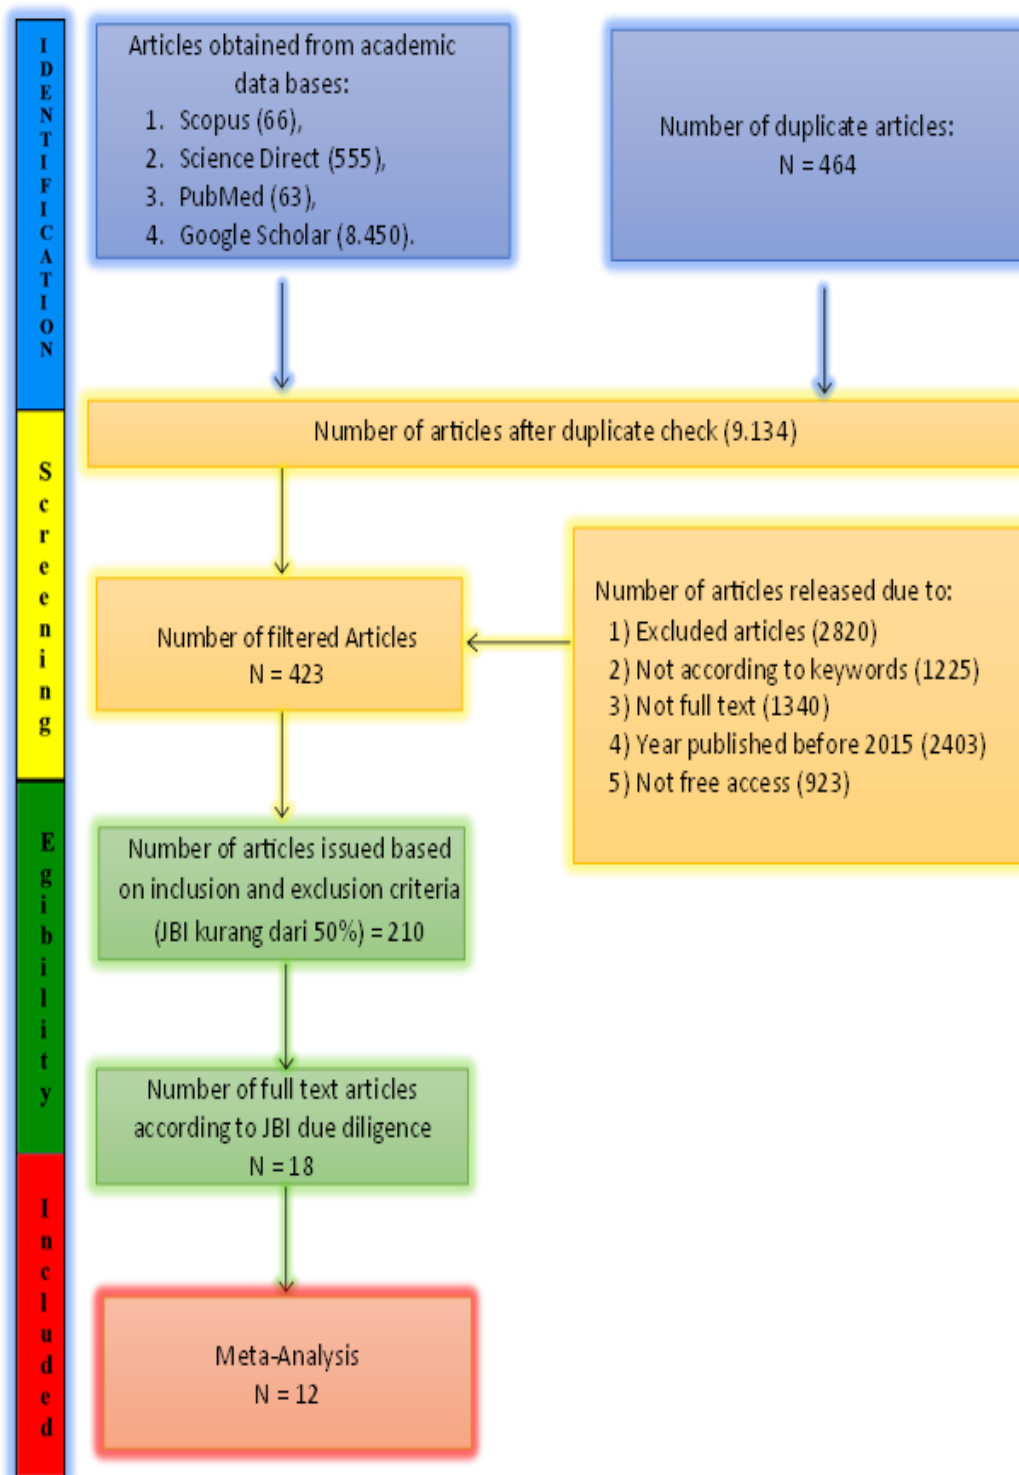 IDENTIFICATION
Articles obtained from academic
data bases:
1. Scopus (66),
2. Science Direct (555),
3. PubMed (63),
4. Google Scholar (8.450).
Number of duplicate articles:
N = 464
Number of articles after duplicate check (9.134)
Screening
Number of filtered Articles
N = 423
Number of articles released due to:
1) Excluded articles (2820)
2) Not according to keywords (1225)
3) Not full text (1340)
4) Year published before 2015 (2403)
5) Not free access (923)
Egibility
Number of articles issued based
on inclusion and exclusion criteria
(JBI kurang dari 50%) = 210
Number of full text articles
according to JBI due diligence
N = 18
Included
Meta-Analysis
N = 12